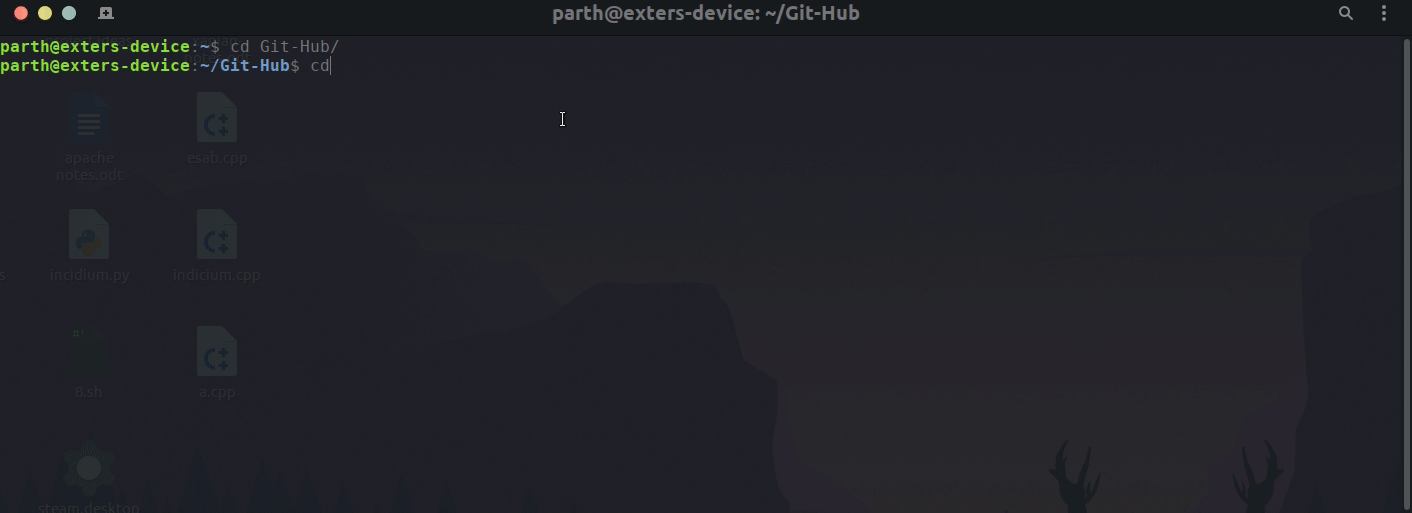 parth@exters-device: ~/Git-Hub
parth@exters-device:~$ cd Git-Hub/
parth@exters-device:~/Git-Hub$ cd
apache
notes.odt
esab.cpp
s
incidium.py
indicium.cpp
#!
8.sh
a.cpp
steam.desktop